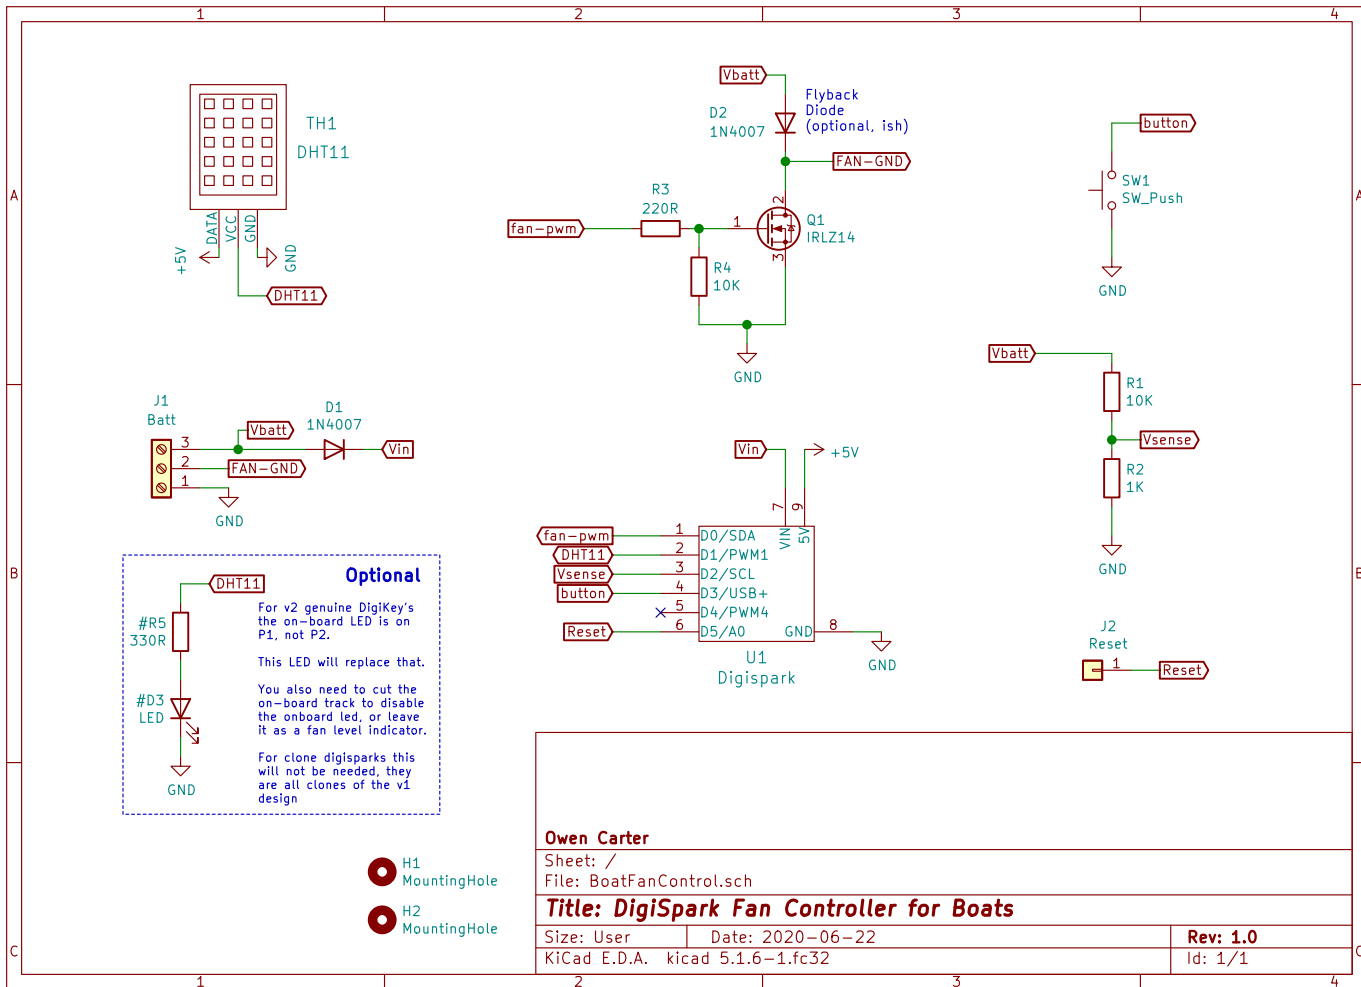 1
2
3
4
A
B
C
A
B
C
1
2
3
4
TH1
DHT11
DATA
VCC
GND
+5V
GND
DHT11
Vbatt
D2
1N4007
Flyback
Diode
(optional, ish)
FAN-GND
R3
220R
fan-pwm
1
2
3
Q1
IRLZ14
R4
10K
GND
button
SW1
SW_Push
GND
Vbatt
R1
10K
Vsense
R2
1K
GND
J1
Batt
3
2
1
Vbatt
D1
1N4007
Vin
FAN-GND
GND
Vin
+5V
7
9
VIN
5V
fan-pwm
1
D0/SDA
DHT11
2
D1/PWM1
Vsense
3
D2/SCL
button
4
D3/USB+
5
D4/PWM4
Reset
6
D5/A0
GND
8
GND
U1
Digispark
J2
Reset
1
Reset
Optional
DHT11
#R5
330R
#D3
LED
GND
For v2 genuine DigiKey's
the on-board LED is on
P1, not P2.
This LED will replace that.
You also need to cut the
on-board track to disable
the onboard led, or leave
it as a fan level indicator.
For clone digisparks this
will not be needed, they
are all clones of the v1
design
H1
MountingHole
H2
MountingHole
Owen Carter
Sheet: /
File: BoatFanControl.sch
Title: DigiSpark Fan Controller for Boats
Size: User
Date: 2020-06-22
Rev: 1.0
KiCad E.D.A. kicad 5.1.6-1.fc32
Id: 1/1